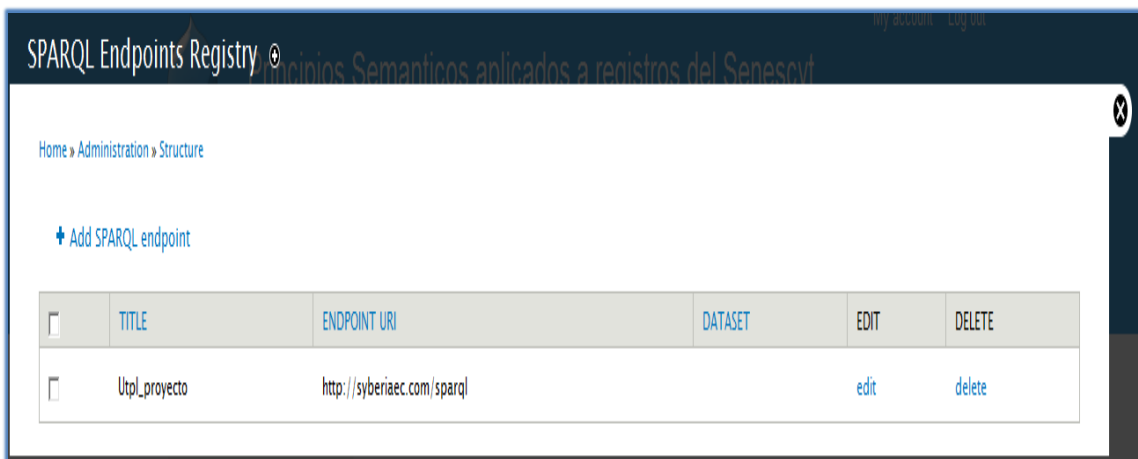 My account Log out
SPARQL Endpoints Registry
Principios Semanticos aplicados a registros del Senescyt
Home » Administration » Structure
+ Add SPARQL endpoint
TITLE ENDPOINT URI DATASET EDIT DELETE
Utpl_proyecto http://syberiaec.com/sparql edit delete